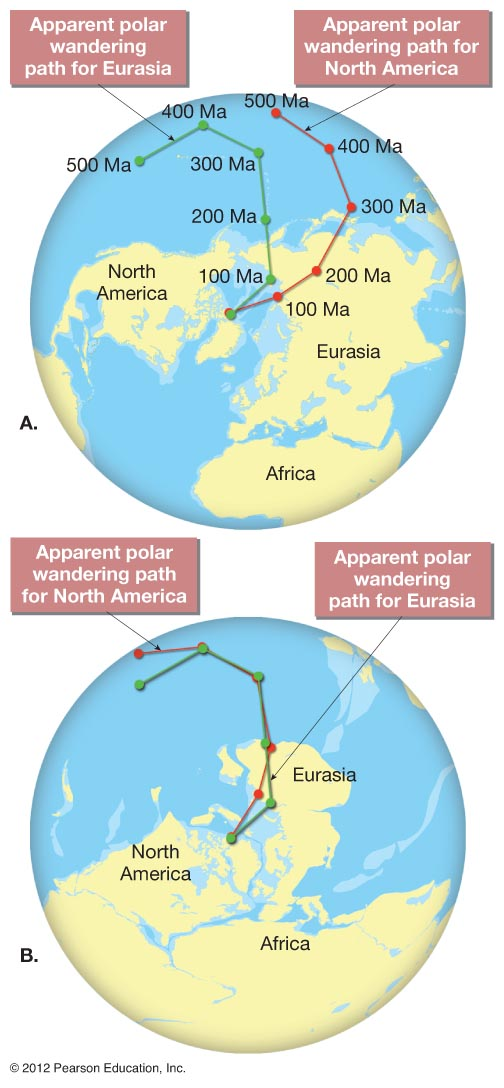 Apparent polar
wandering
path for Eurasia
Apparent polar
wandering path for
North America
400 Ma
500 Ma
500 Ma
300 Ma
400 Ma
200 Ma
300 Ma
North
America
100 Ma
200 Ma
100 Ma
Eurasia
A.
Africa
Apparent polar
wandering path
for North America
Apparent polar
wandering
path for Eurasia
Eurasia
North
America
Africa
B.
© 2012 Pearson Education, Inc.